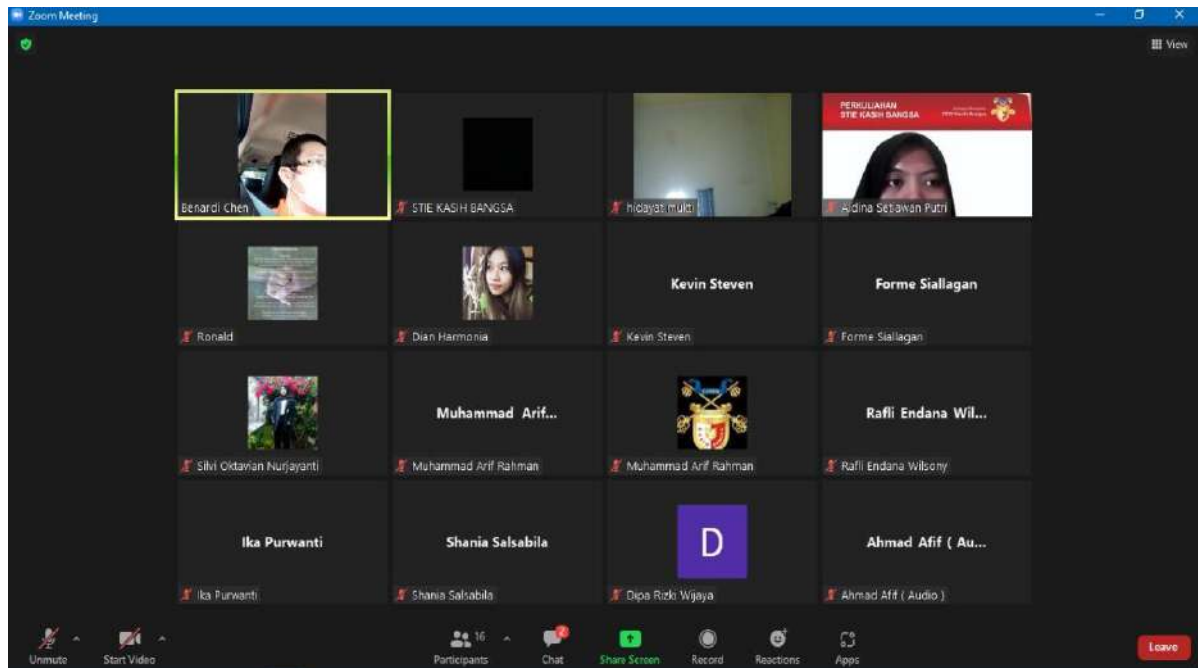 Zoom Meeting
View
PERKULIAHAN
STIE KASIH BANGSA
Benardi Chen
STIE KASIH BANGSA
hidayat mukti
Aldina Setiawan Putri
Kevin Steven
Forme Siallagan
Ronald
Dian Harmonia
Kevin Steven
Forme Siallagan
Muhammad Arif...
Rafli Endana Wil...
Silvi Oktavian Nurjayanti
Muhammad Arif Rahman
Muhammad Arif Rahman
Rafli Endana Wilsony
Ika Purwanti
Shania Salsabila
D
Ahmad Afif ( Au...
Ika Purwanti
Shania Salsabila
Dipa Rizki Wijaya
Ahmad Afif ( Audio )
16
2
Unmute
Start Video
Participants
Chat
Share Screen
Record
Reactions
Apps
Leave